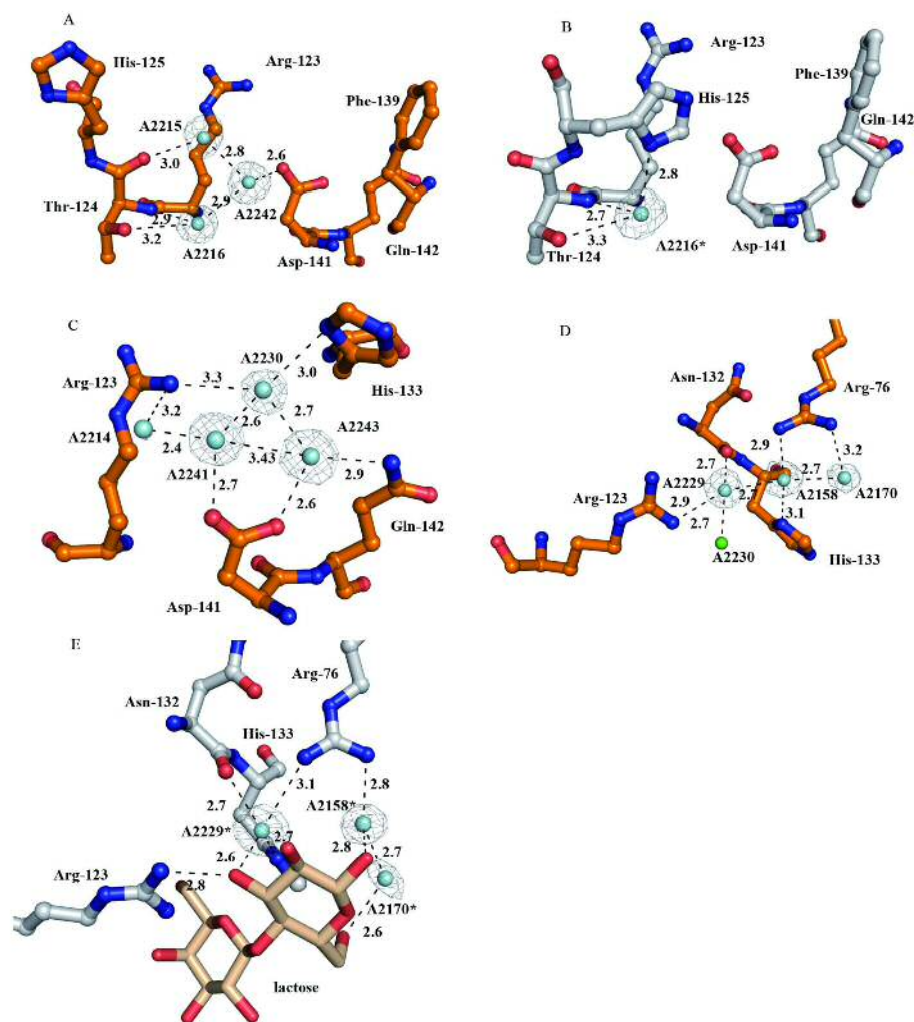 A
His-125
Arg-123
Phe-139
A2215
2.6
3.0
2.8
Thr-124
2.9
A2242
2.9
3.2
A2216
Asp-141
Gln-142
B
Arg-123
Phe-139
His-125
Gln-142
2.8
2.7
3.3
A2216*
Asp-141
Thr-124
C
A2230
Arg-123
3.3
3.0
His-133
3.2
2.7
A2214
2.6
A2243
2.4
A2241
3.43
2.9
2.7
2.6
Gln-142
Asp-141
D
Asn-132
Arg-76
2.9
3.2
2.7
2.7
A2229
2.7
A2158
A2170
Arg-123
2.9
3.1
2.7
A2230
His-133
E
Arg-76
Asn-132
His-133
3.1
2.8
2.7
A2158*
A2229*
2.7
2.8
2.7
2.6
Arg-123
2.8
A2170*
2.6
lactose